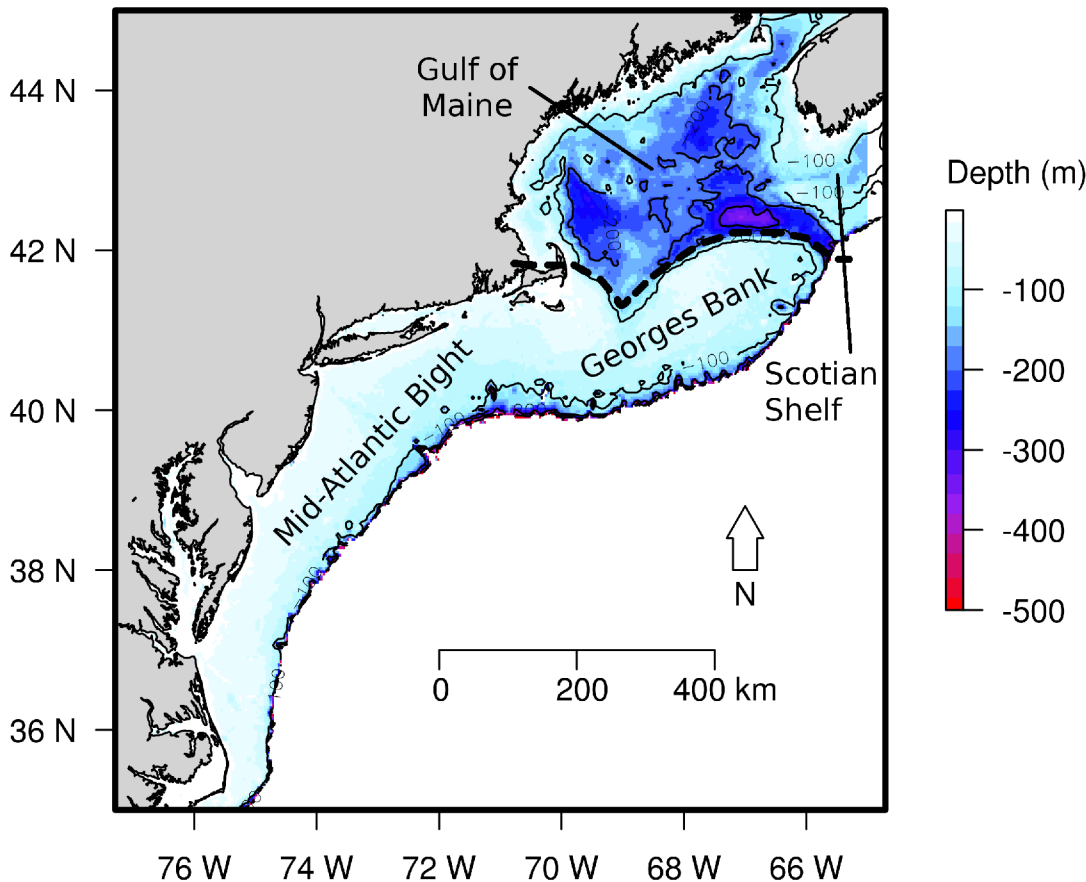 44 N
42 N
40 N
38 N
36 N
Gulf of
Maine
-200
-100
-100
200
Georges Bank
-100
Mid-Atlantic Bight
-100
-100
Scotian
Shelf
N
0 200 400 km
76 W 74 W 72 W 70 W 68 W 66 W
Depth (m)
-100
-200
-300
-400
-500